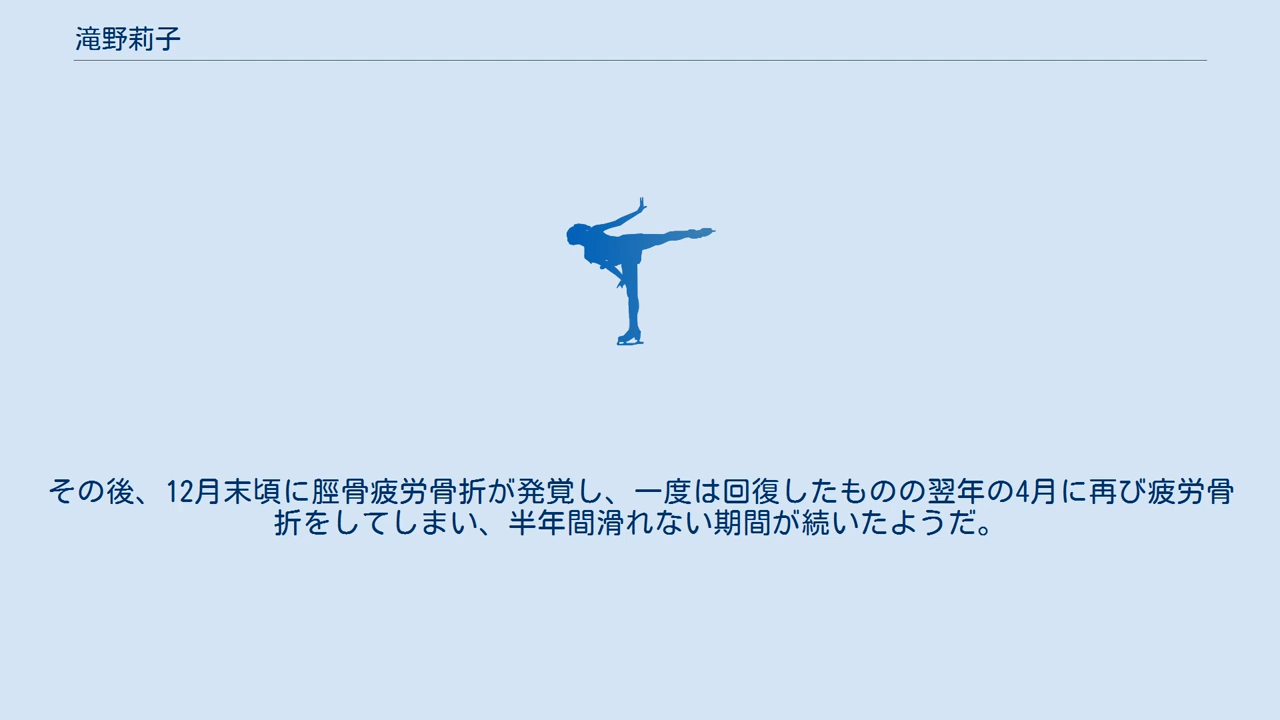 滝野莉子
その後、12月末頃に脛骨疲労骨折が発覚し、一度は回復したものの翌年の4月に再び疲労骨
折をしてしまい、半年間滑れない期間が続いたようだ。